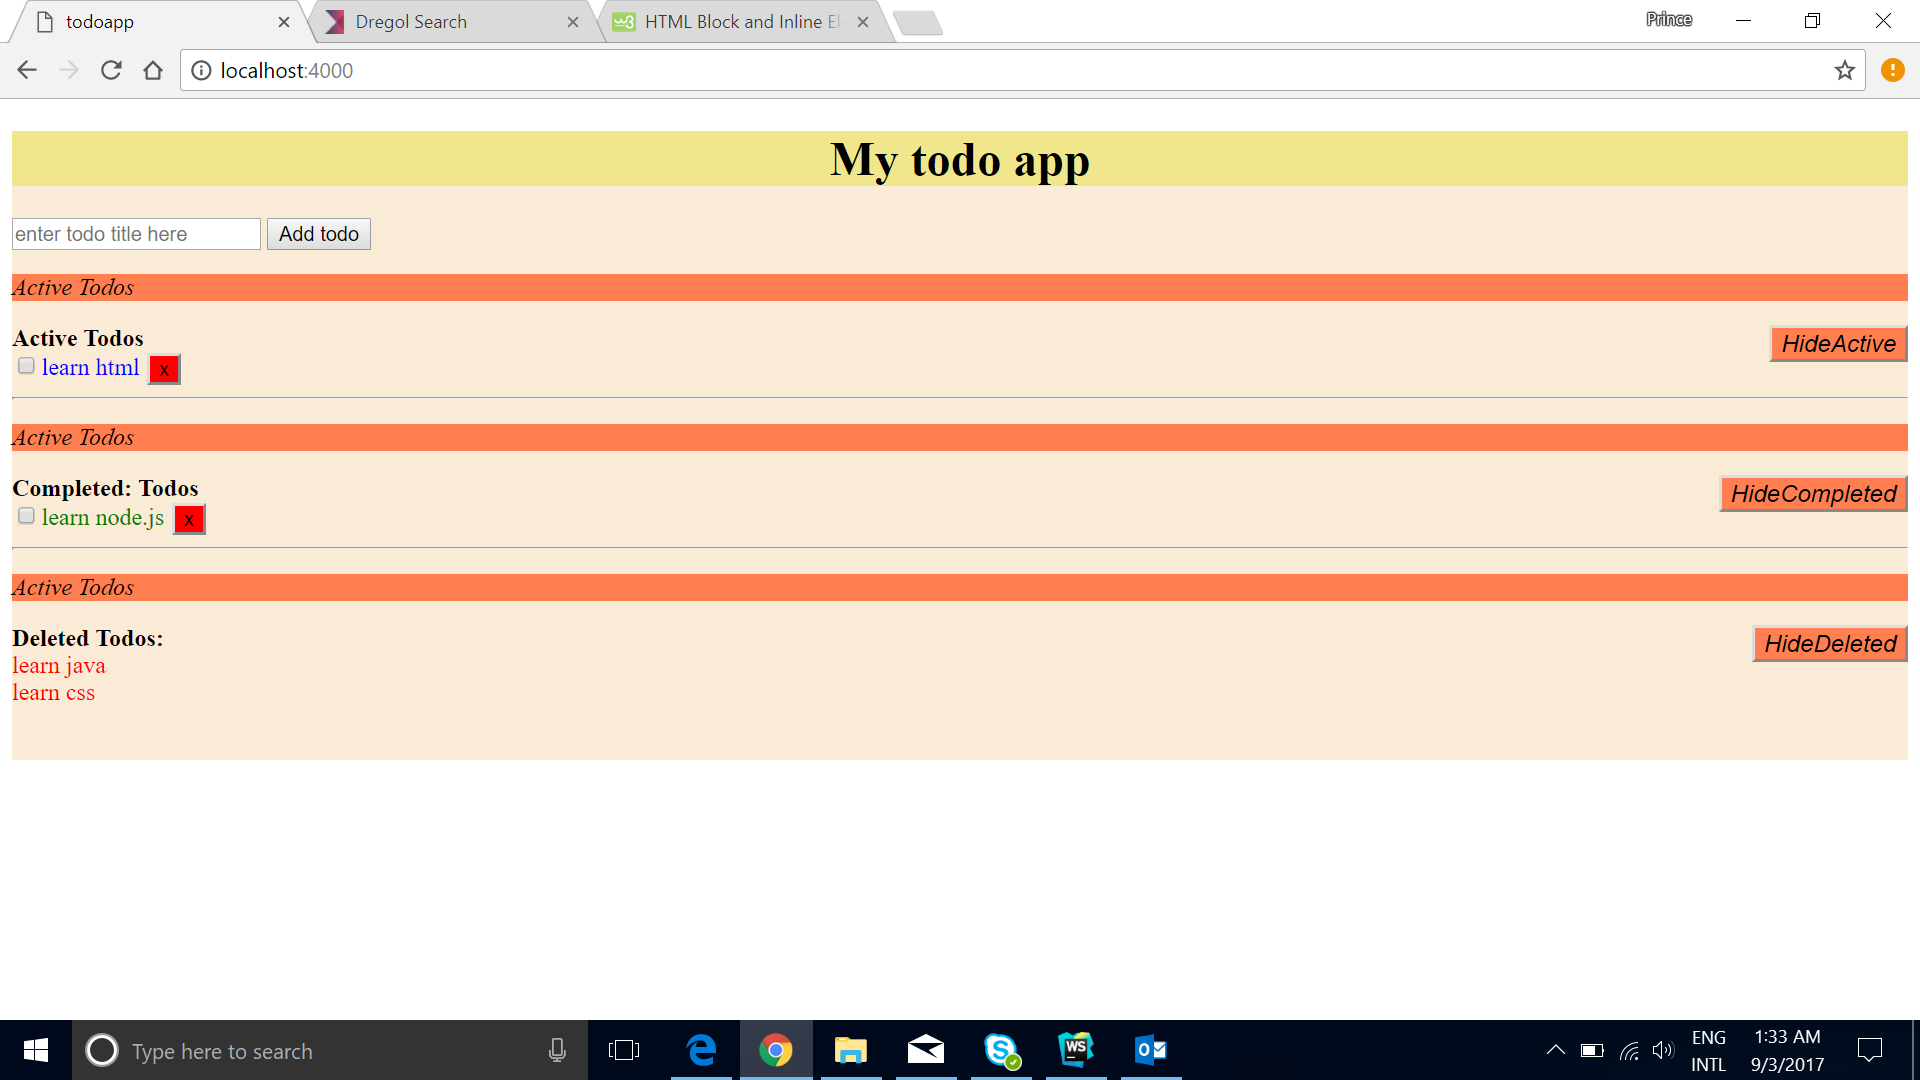 todoapp
Dregol Search
HTML Block and Inline El
Prince
localhost:4000
My todo app
enter todo title here Add todo
Active Todos
Active Todos HideActive
learn html x
Active Todos
Completed: Todos HideCompleted
learn node.js x
Active Todos
Deleted Todos: HideDeleted
learn java
learn css
Type here to search
WS
ENG 1:33 AM
INTL 9/3/2017